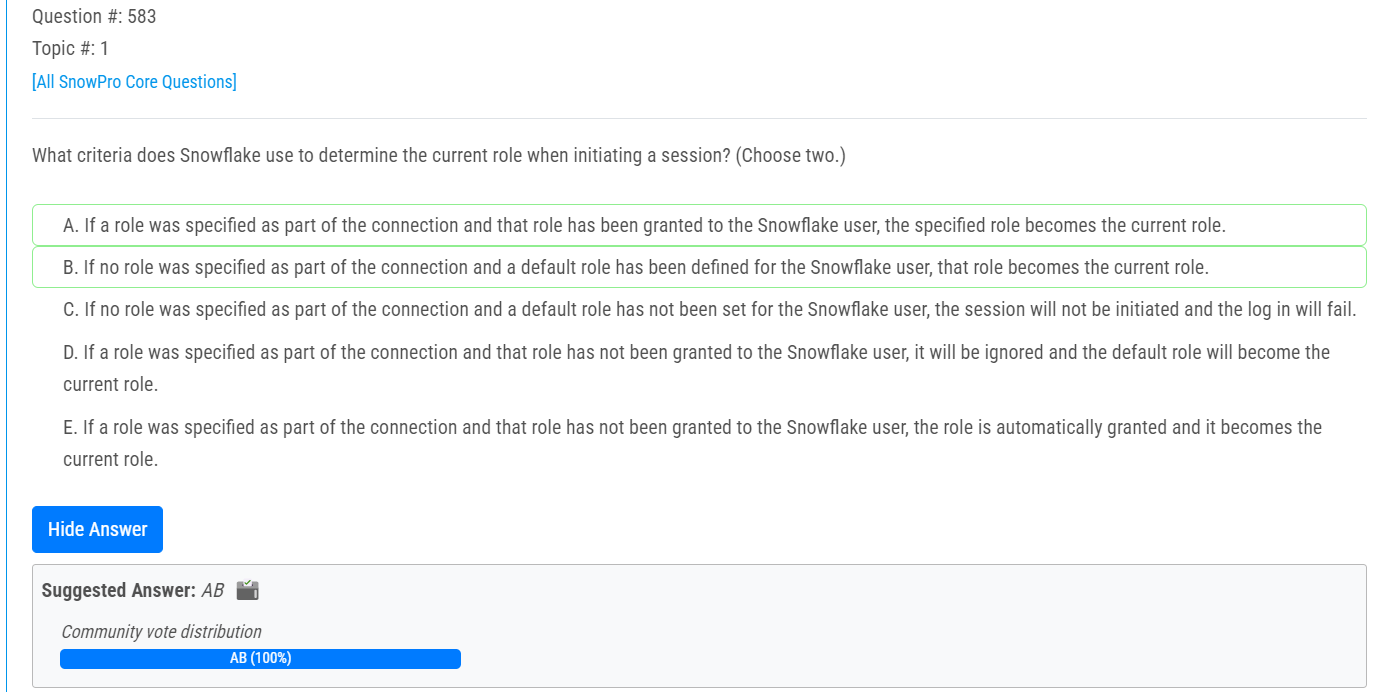 Question #: 583
Topic #: 1
[All SnowPro Core Questions]
What criteria does Snowflake use to determine the current role when initiating a session? (Choose two.)
A. If a role was specified as part of the connection and that role has been granted to the Snowflake user, the specified role becomes the current role.
B. If no role was specified as part of the connection and a default role has been defined for the Snowflake user, that role becomes the current role.
C. If no role was specified as part of the connection and a default role has not been set for the Snowflake user, the session will not be initiated and the log in will fail.
D. If a role was specified as part of the connection and that role has not been granted to the Snowflake user, it will be ignored and the default role will become the
current role.
E. If a role was specified as part of the connection and that role has not been granted to the Snowflake user, the role is automatically granted and it becomes the
current role.
Hide Answer
Suggested Answer: AB
Community vote distribution
AB (100%)